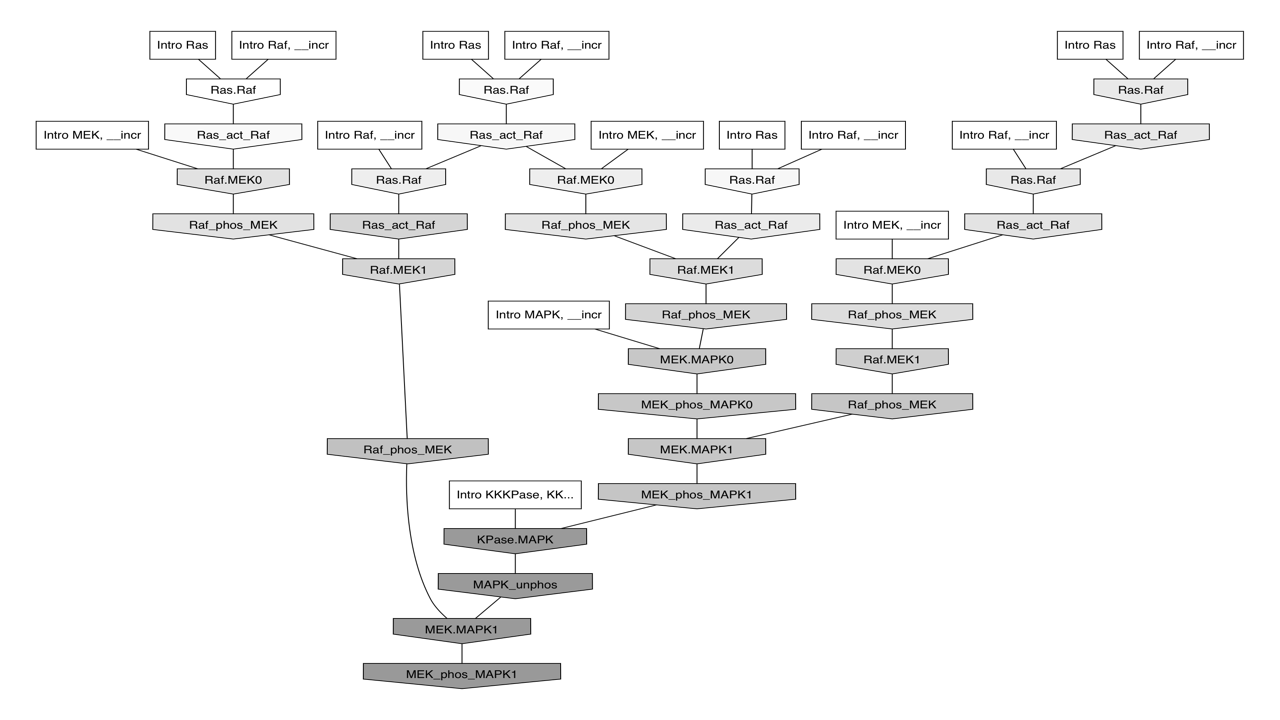 Intro Ras
Intro Raf, __incr
Intro Ras
Intro Raf, __incr
Intro Ras
Intro Raf, __incr
Ras.Raf
Ras.Raf
Ras.Raf
Intro MEK, __incr
Ras_act_Raf
Intro Raf, __incr
Ras_act_Raf
Intro MEK, __incr
Intro Ras
Intro Raf, __incr
Intro Raf, __incr
Ras_act_Raf
Raf.MEK0
Ras.Raf
Raf.MEK0
Ras.Raf
Ras.Raf
Raf_phos_MEK
Ras_act_Raf
Raf_phos_MEK
Ras_act_Raf
Intro MEK, __incr
Ras_act_Raf
Raf.MEK1
Raf.MEK1
Raf.MEK0
Intro MAPK, __incr
Raf_phos_MEK
Raf_phos_MEK
MEK.MAPK0
Raf.MEK1
MEK_phos_MAPK0
Raf_phos_MEK
Raf_phos_MEK
MEK.MAPK1
Intro KKKPase, KK...
MEK_phos_MAPK1
KPase.MAPK
MAPK_unphos
MEK.MAPK1
MEK_phos_MAPK1